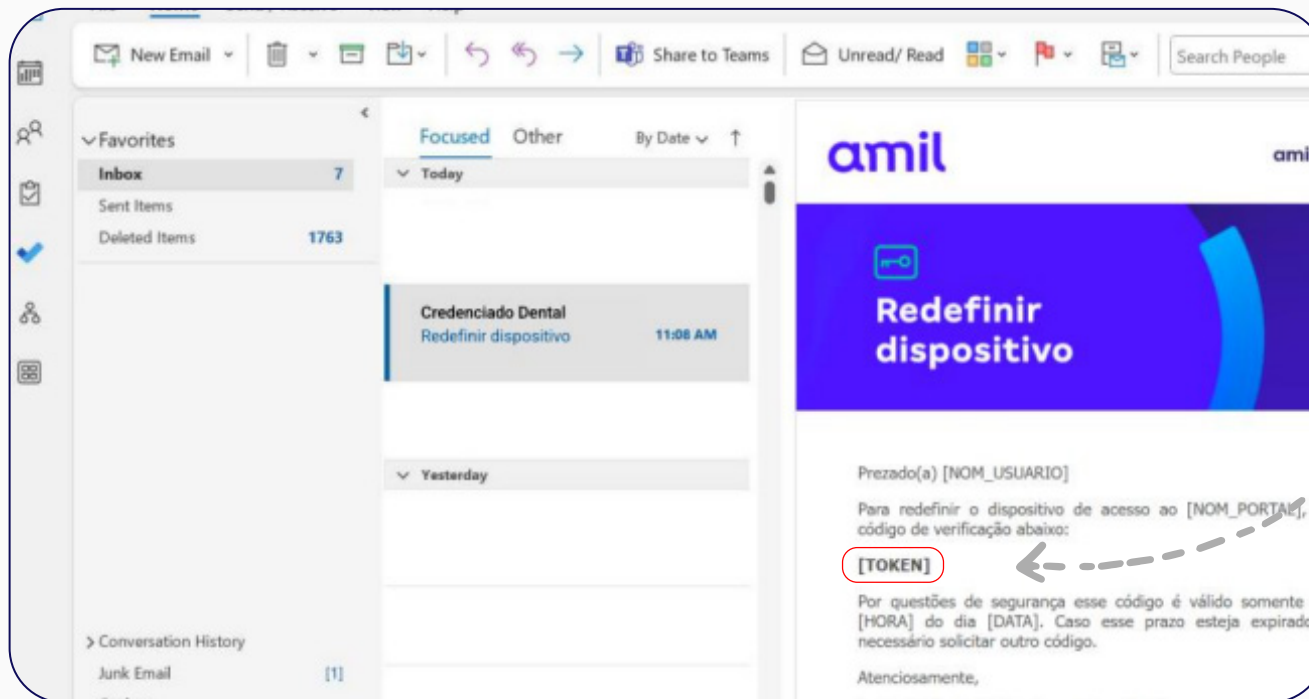 New Email
Share to Teams
Unread/ Read
Search People
Favorites
Inbox 7
Sent Items
Deleted Items 1763
Conversation History
Junk Email [1]
Focused Other By Date
Today
Credenciado Dental
Redefinir dispositivo 11:08 AM
Yesterday
amil
amil
Redefinir
dispositivo
Prezado(a) [NOM_USUARIO]
Para redefinir o dispositivo de acesso ao [NOM_PORTAL],
código de verificação abaixo:
[TOKEN]
Por questões de segurança esse código é válido somente
[HORA] do dia [DATA]. Caso esse prazo esteja expirado
necessário solicitar outro código.
Atenciosamente,